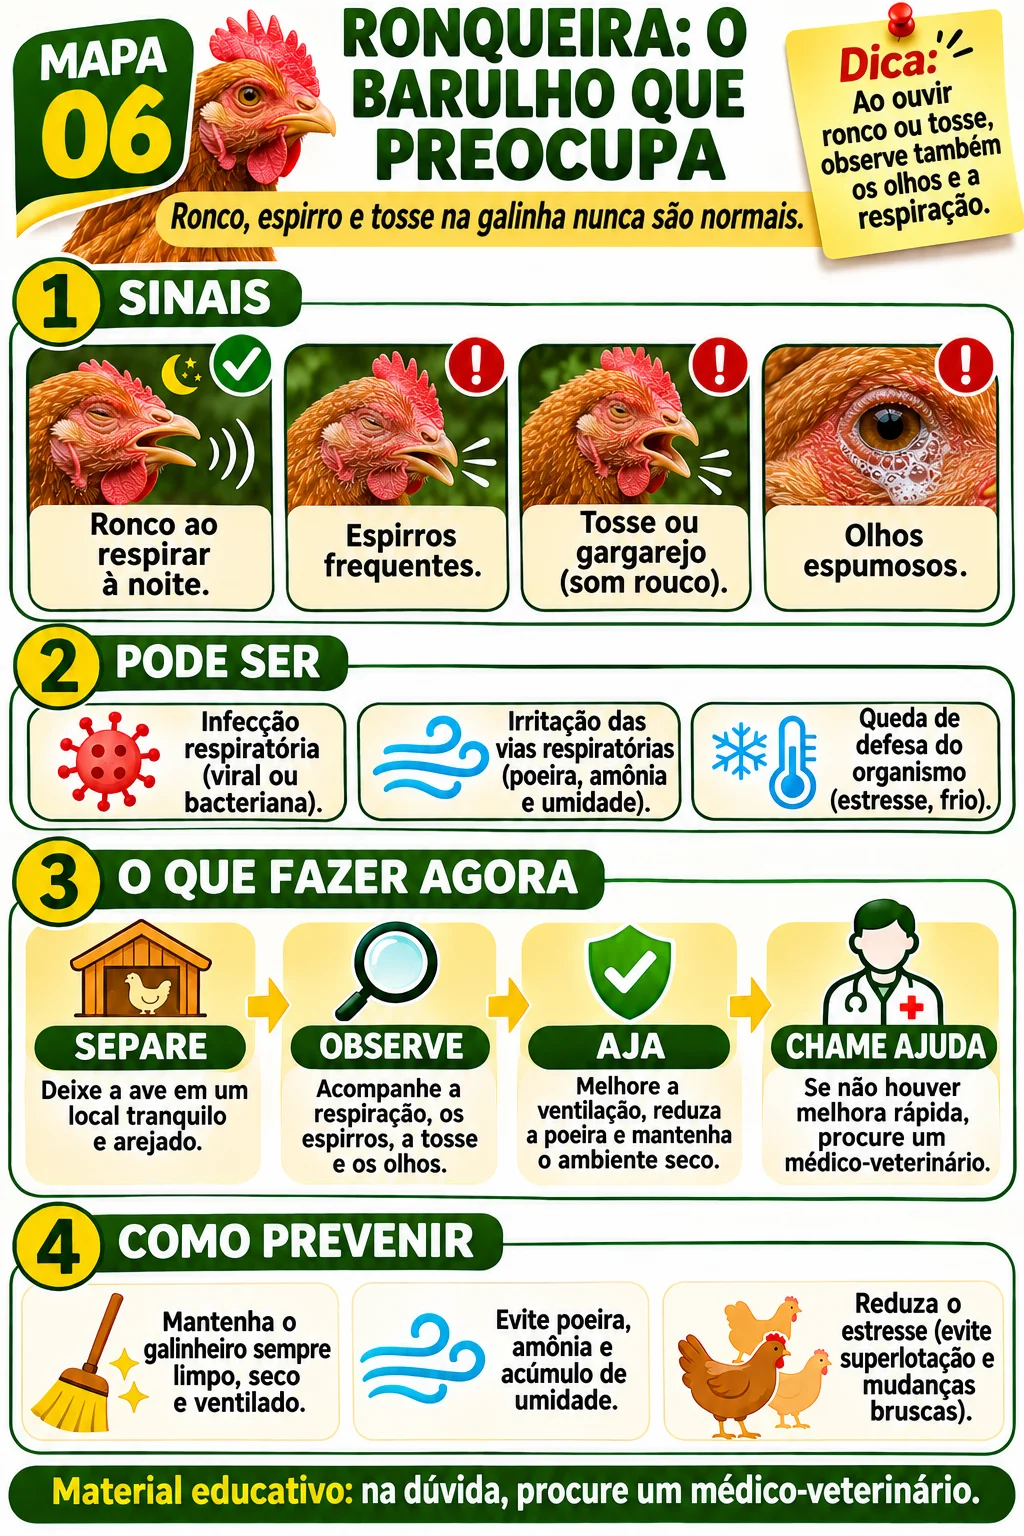 MAPA
06
RONQUEIRA: O
BARULHO QUE
PREOCUPA
Ronco, espirro e tosse na galinha nunca são normais.
Dica:
Ao ouvir
ronco ou tosse,
observe também
os olhos e a
respiração.
1 SINAIS
Ronco ao
respirar
à noite.
Espirros
frequentes.
Tosse ou
gargarejo
(som rouco).
Olhos
espumosos.
2 PODE SER
Infecção
respiratória
(viral ou
bacteriana).
Irritação das
vias respiratórias
(poeira, amônia
e umidade).
Queda de
defesa do
organismo
(estresse, frio).
3 O QUE FAZER AGORA
SEPARE
Deixe a ave em um
local tranquilo
e arejado.
OBSERVE
Acompanhe a
respiração, os
espirros, a tosse
e os olhos.
AJA
Melhore a
ventilação, reduza
a poeira e mantenha
o ambiente seco.
CHAME AJUDA
Se não houver
melhora rápida,
procure um
médico-veterinário.
4 COMO PREVENIR
Mantenha o
galinheiro sempre
limpo, seco
e ventilado.
Evite poeira,
amônia e
acúmulo de
umidade.
Reduza o
estresse (evite
superlotação e
mudanças
bruscas).
Material educativo: na dúvida, procure um médico-veterinário.